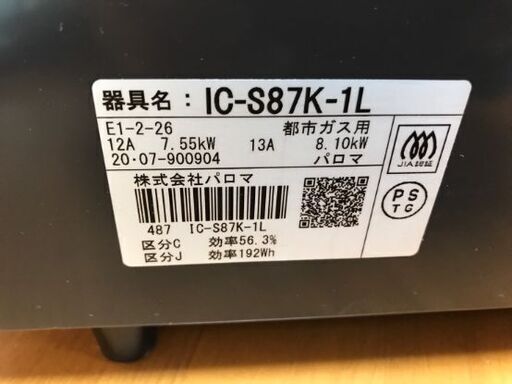 器具名： IC-S87K-1L
E1-2-26 都市ガス用
12A 7.55kW 13A 8.10kW
20·07-900904 パロマ
JIA認証
株式会社パロマ
PS
TG
487 IC-S87K-1L
区分C 効率56.3%
区分J 効率192Wh